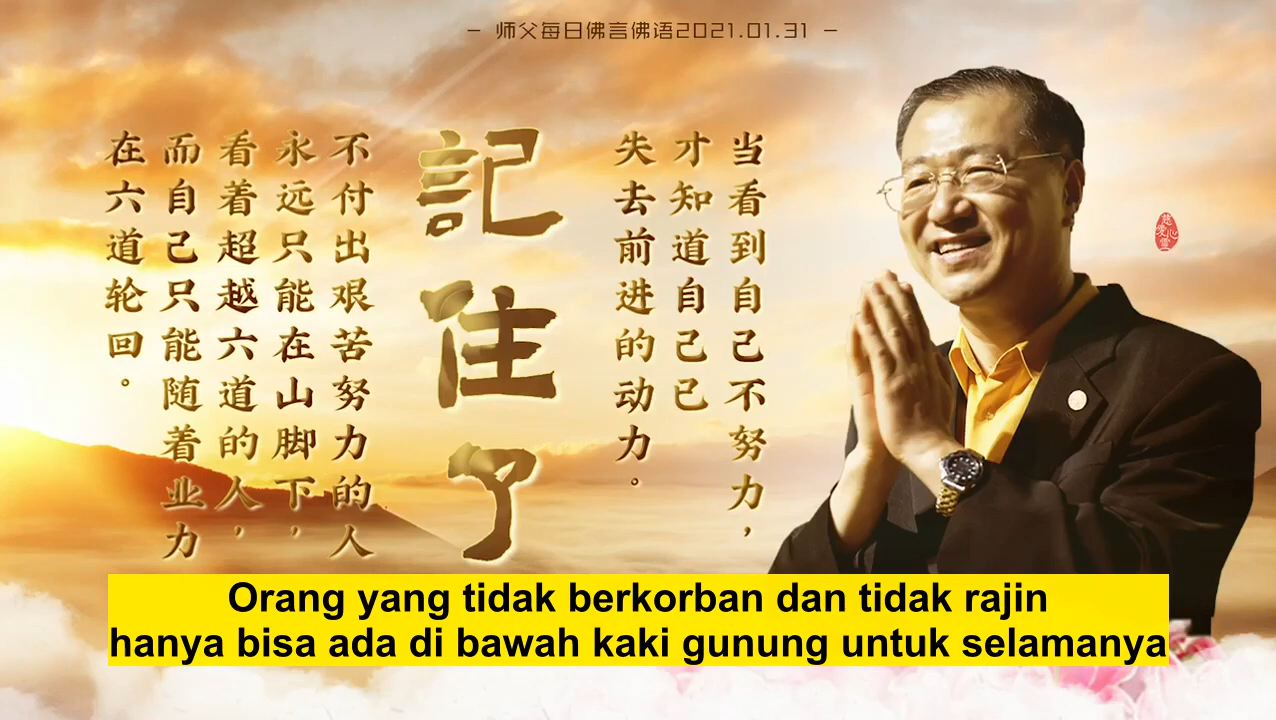 - 师父每日佛言佛语2021.01.31 -
当看到自己不努力，
才知道自己已
失去前进的动力。
記住了
不付出艰苦努力的人
永远只能在山脚下，
看着超越六道的人，
而自己只能随着业力
在六道轮回。
Orang yang tidak berkorban dan tidak rajin
hanya bisa ada di bawah kaki gunung untuk selamanya